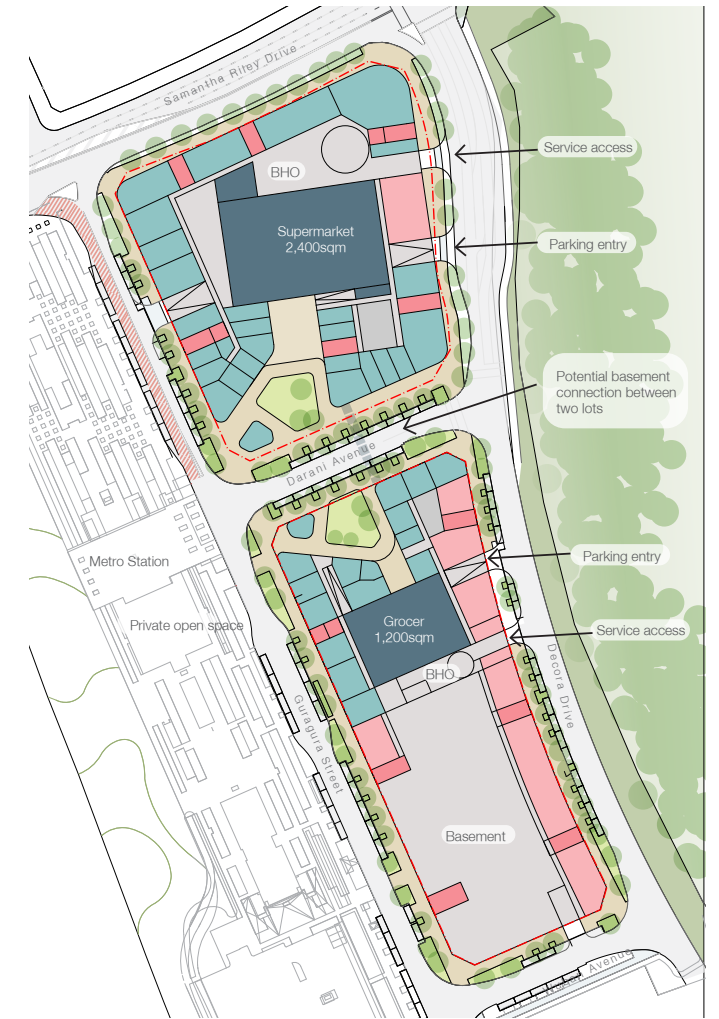 Samantha Riley Drive
Service access
BHO
Supermarket
2,400sqm
Parking entry
Potential basement
connection between
two lots
Darani Avenue
Metro Station
Parking entry
Private open space
Grocer
1,200sqm
Service access
BHO
Decora Drive
Guragura Street
Basement
Avenue